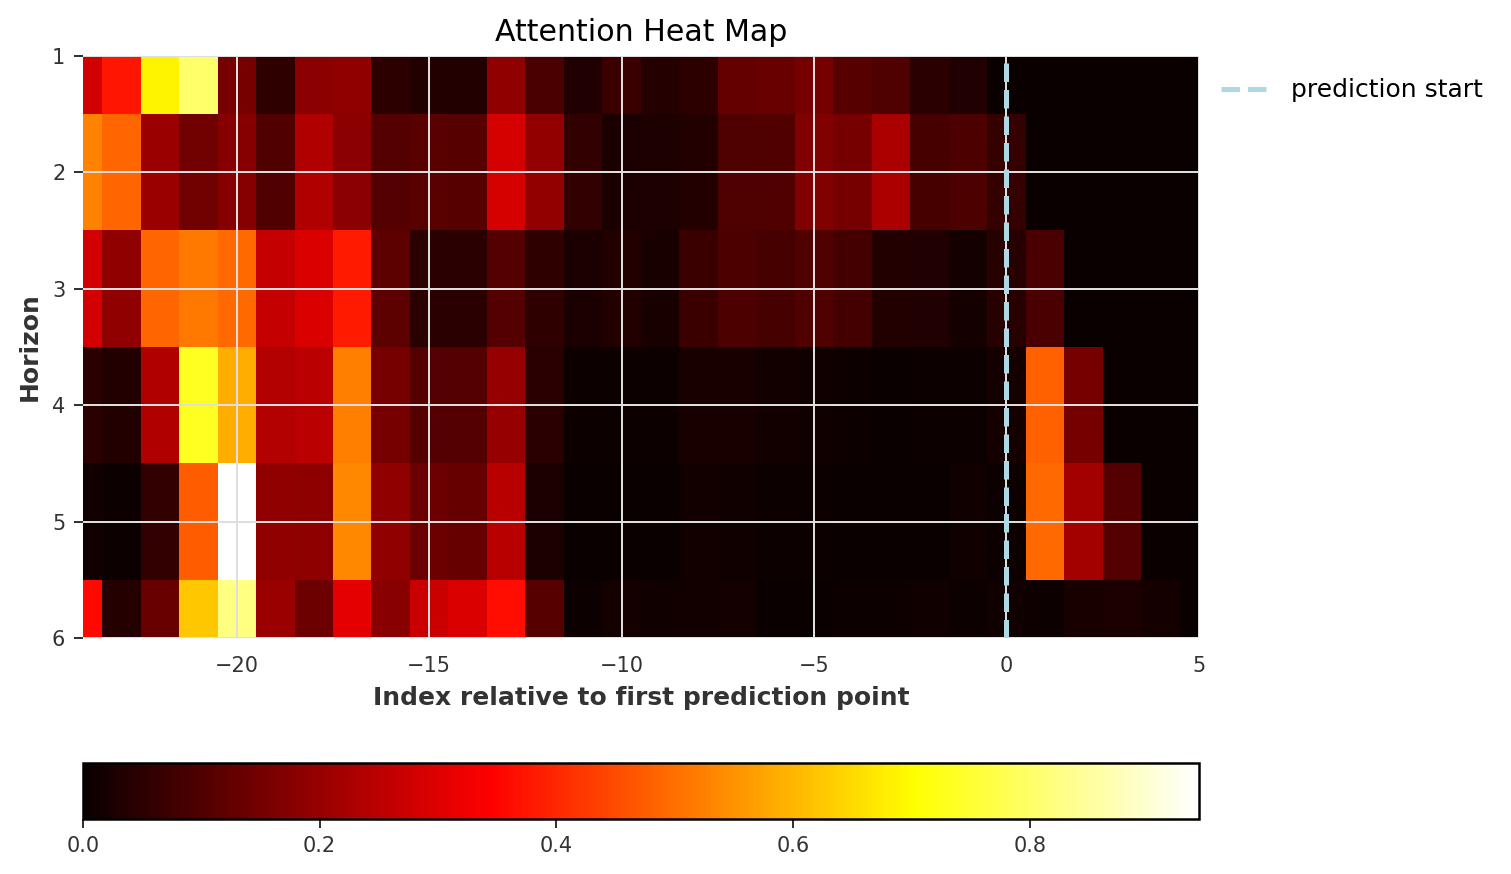 Attention Heat Map
prediction start
Horizon
1
2
3
4
5
6
−20 −15 −10 −5 0 5
Index relative to first prediction point
0.0 0.2 0.4 0.6 0.8